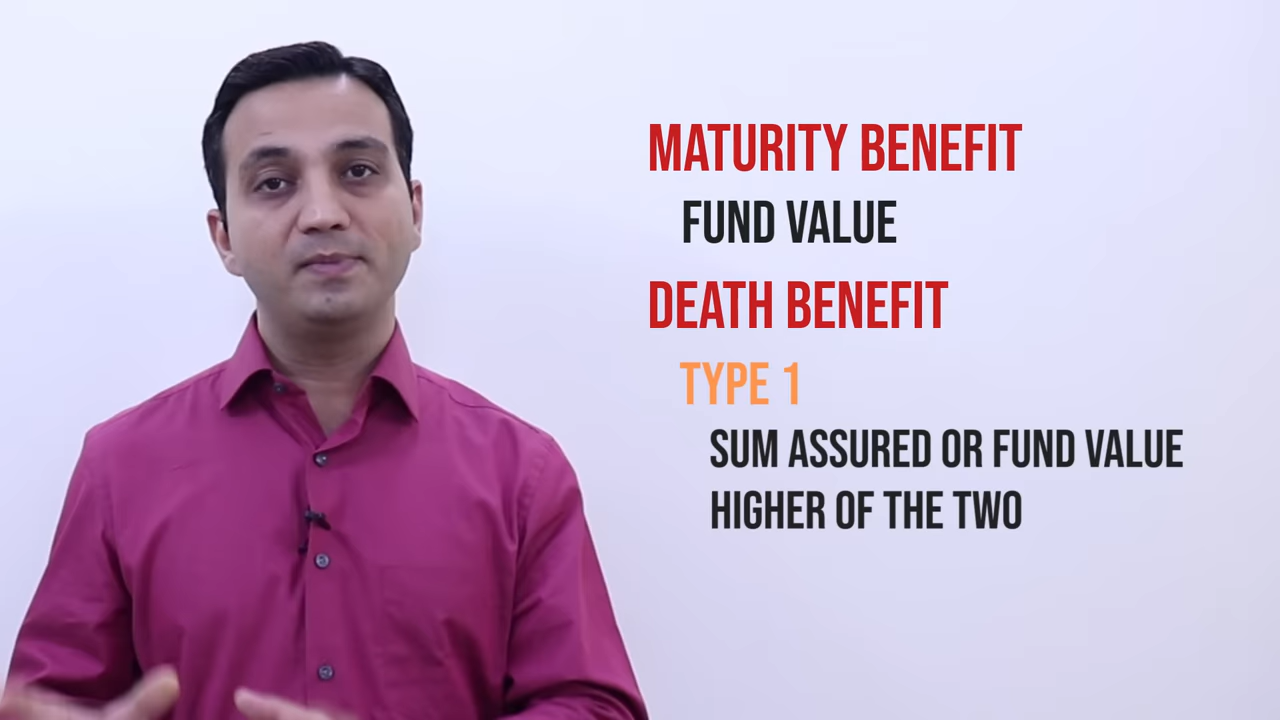 MATURITY BENEFIT
FUND VALUE
DEATH BENEFIT
TYPE 1
SUM ASSURED OR FUND VALUE
HIGHER OF THE TWO